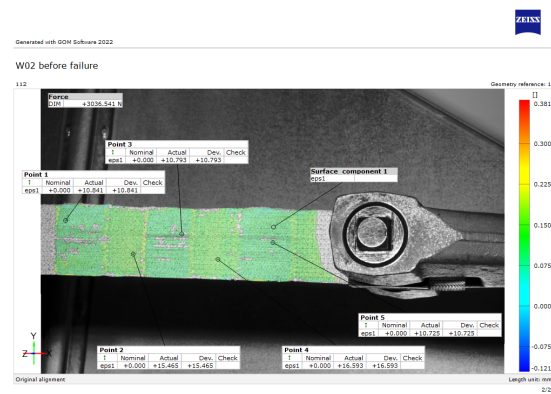 ZEISS
Generated with GOM Software 2022
W02 before failure
112
Geometry reference: 1
Force
DIM +3036.541 N
[]
0.381
0.300
0.225
0.150
0.075
0.000
-0.075
-0.121
Point 3
I Nominal Actual Dev. Check
eps1 +0.000 +10.793 +10.793
Point 1
I Nominal Actual Dev. Check
eps1 +0.000 +10.841 +10.841
Surface component 1
eps1
Point 5
I Nominal Actual Dev. Check
eps1 +0.000 +10.725 +10.725
Point 2
I Nominal Actual Dev. Check
eps1 +0.000 +15.465 +15.465
Point 4
I Nominal Actual Dev. Check
eps1 +0.000 +16.593 +16.593
Y
Z X
Original alignment
Length unit: mm
2/2